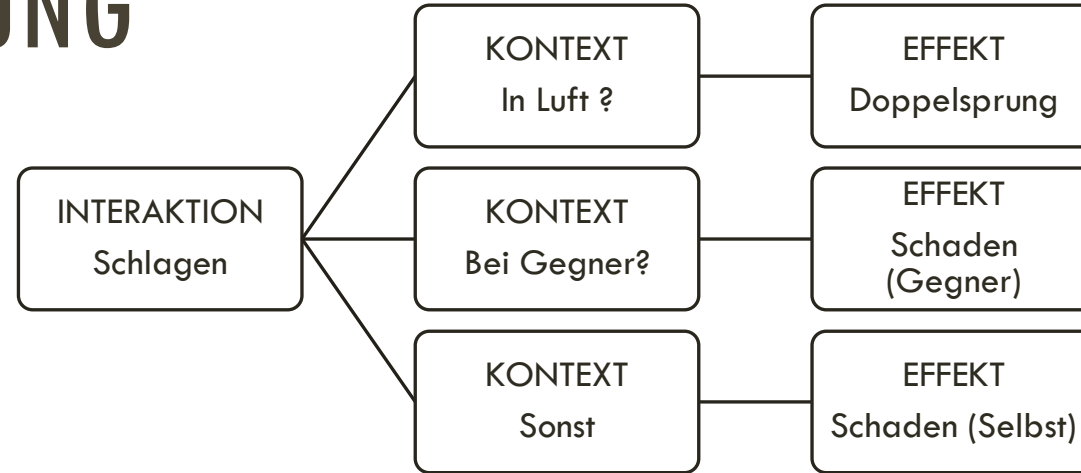 UNG
KONTEXT
In Luft ?
EFFEKT
Doppelsprung
INTERAKTION
Schlagen
KONTEXT
Bei Gegner?
EFFEKT
Schaden
(Gegner)
KONTEXT
Sonst
EFFEKT
Schaden (Selbst)